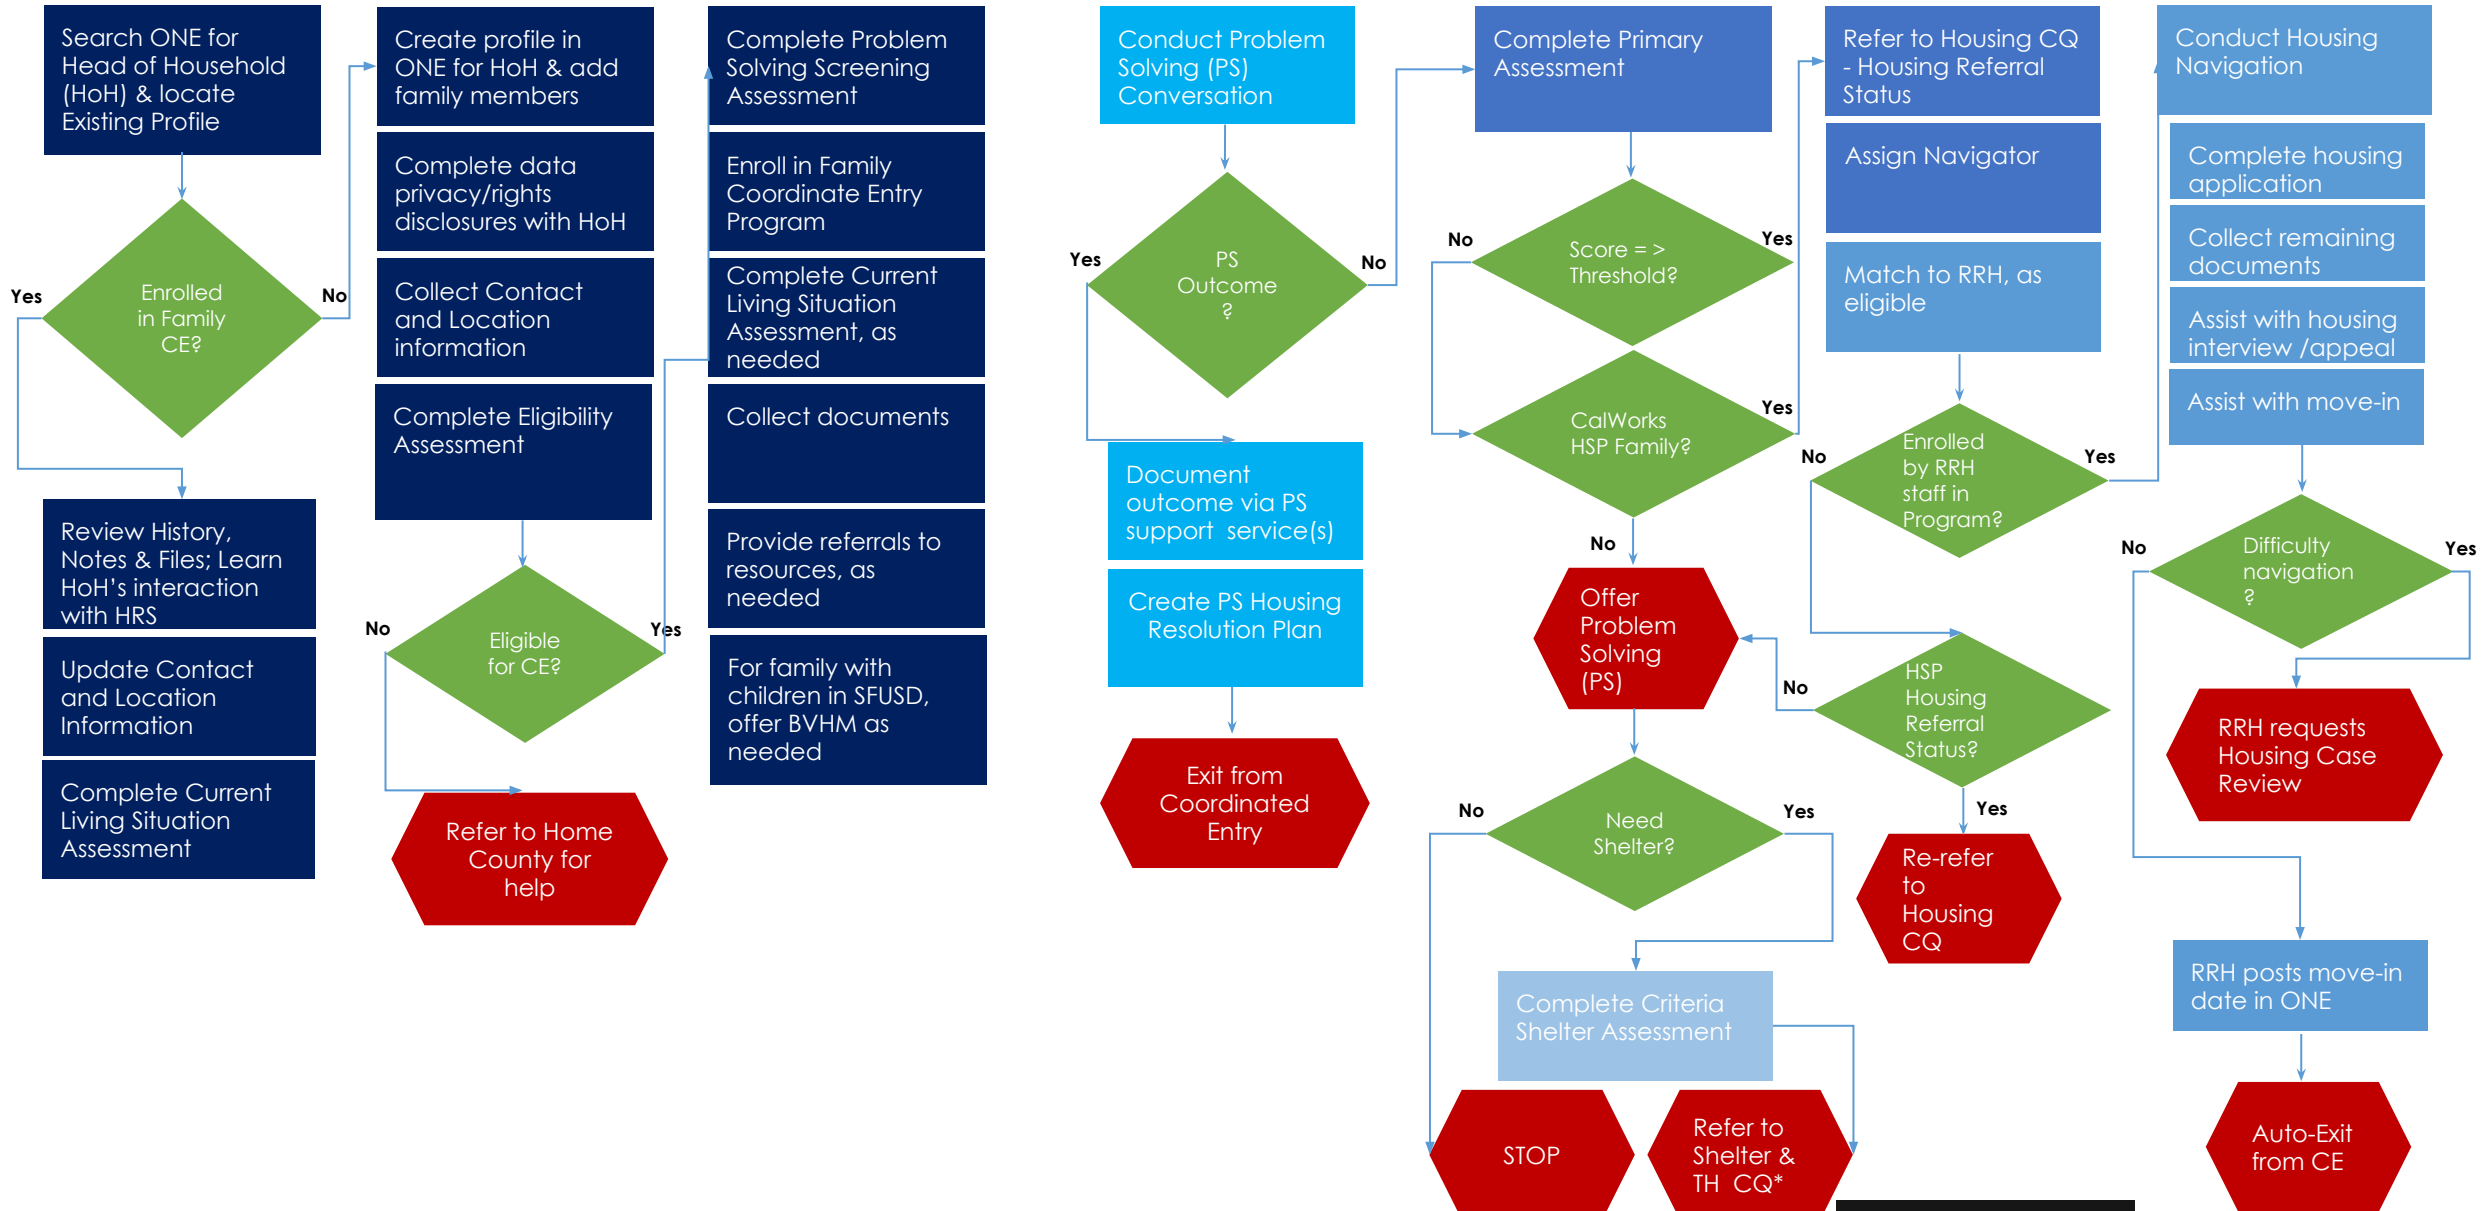 Search ONE for
Head of Household
(HoH) & locate
Existing Profile
Enrolled
in Family
CE?
Yes
No
Review History,
Notes & Files; Learn
HoH’s interaction
with HRS
Update Contact
and Location
Information
Complete Current
Living Situation
Assessment
Create profile in
ONE for HoH & add
family members
Complete data
privacy/rights
disclosures with HoH
Collect Contact
and Location
information
Complete Eligibility
Assessment
No
Eligible
for CE?
Yes
Refer to Home
County for
help
Complete Problem
Solving Screening
Assessment
Enroll in Family
Coordinate Entry
Program
Complete Current
Living Situation
Assessment, as
needed
Collect documents
Provide referrals to
resources, as
needed
For family with
children in SFUSD,
offer BVHM as
needed
Conduct Problem
Solving (PS)
Conversation
Yes
PS
Outcome
?
No
Document
outcome via PS
support  service(s)
Create PS Housing
Resolution Plan
Exit from
Coordinated
Entry
Complete Primary
Assessment
No
Score = >
Threshold?
Yes
CalWorks
HSP Family?
Yes
No
Offer
Problem
Solving
(PS)
No
Need
Shelter?
Yes
Complete Criteria
Shelter Assessment
STOP
Refer to
Shelter &
TH  CQ*
Refer to Housing CQ
- Housing Referral
Status
Assign Navigator
Match to RRH, as
eligible
No
Enrolled
by RRH
staff in
Program?
Yes
No
HSP
Housing
Referral
Status?
Yes
Re-refer
to
Housing
CQ
Conduct Housing
Navigation
Complete housing
application
Collect remaining
documents
Assist with housing
interview /appeal
Assist with move-in
No
Difficulty
navigation
?
Yes
RRH requests
Housing Case
Review
RRH posts move-in
date in ONE
Auto-Exit
from CE